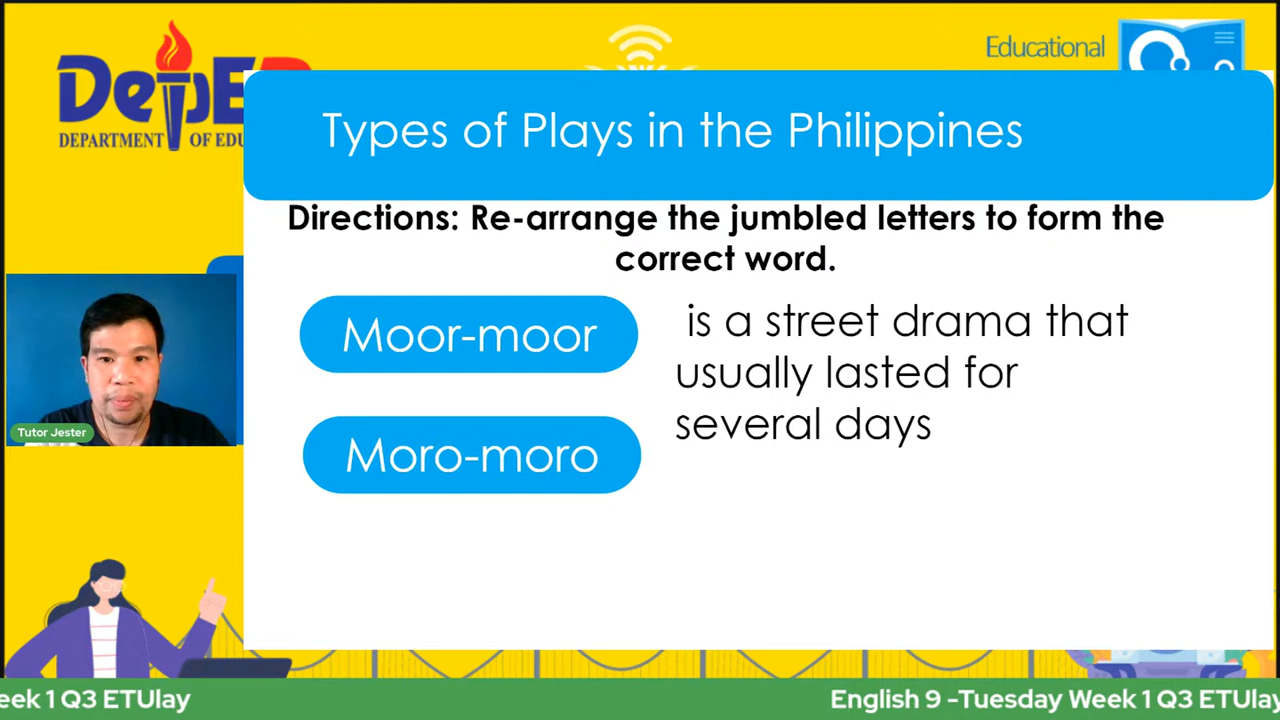 DepE
DEPARTMENT OF EDU
Educational
Types of Plays in the Philippines
Directions: Re-arrange the jumbled letters to form the
correct word.
Moor-moor
is a street drama that
usually lasted for
several days
Moro-moro
Tutor Jester
eek 1 Q3 ETUlay
English 9 -Tuesday Week 1 Q3 ETUlay